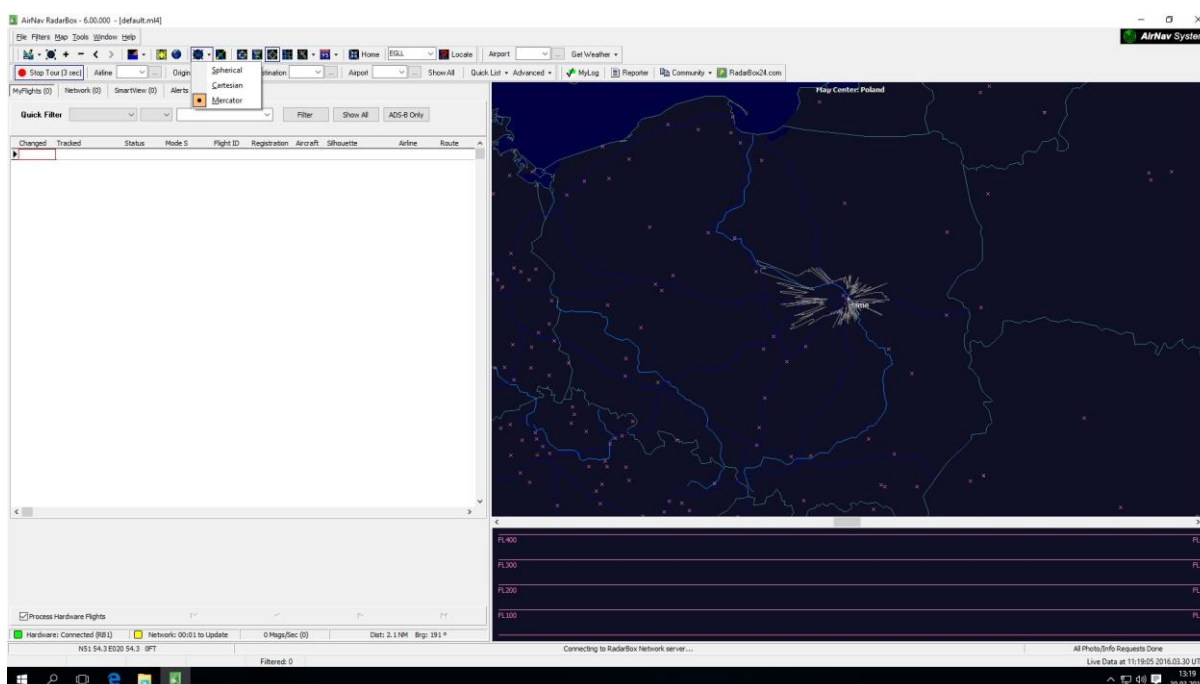 AirNav RadarBox - 6.00.000 - [default.ml4]
File Filters Map Tools Window Help
AirNav System
Home EGLL Locate Airport ... Get Weather
Stop Tour (3 sec) Airline ... Origin Destination ... Airport ... Show All Quick List Advanced MyLog Reporter Community RadarBox24.com
Spherical
Cartesian
Mercator
MyFlights (0) Network (0) SmartView (0) Alerts
Map Center: Poland
Quick Filter Filter Show All ADS-B Only
Changed Tracked Status Mode S Flight ID Registration Aircraft Silhouette Airline Route
FL400 FL
FL300 FL
FL200 FL
FL100 FL
Process Hardware Flights
Hardware: Connected (RB1) Network: 00:01 to Update 0 Msgs/Sec (0) Dist: 2.1 NM Brg: 191 º
N51 54.3 E020 54.3 0FT Connecting to RadarBox Network server... All Photo/Info Requests Done
Filtered: 0 Live Data at 11:19:05 2016.03.30 UT
13:19